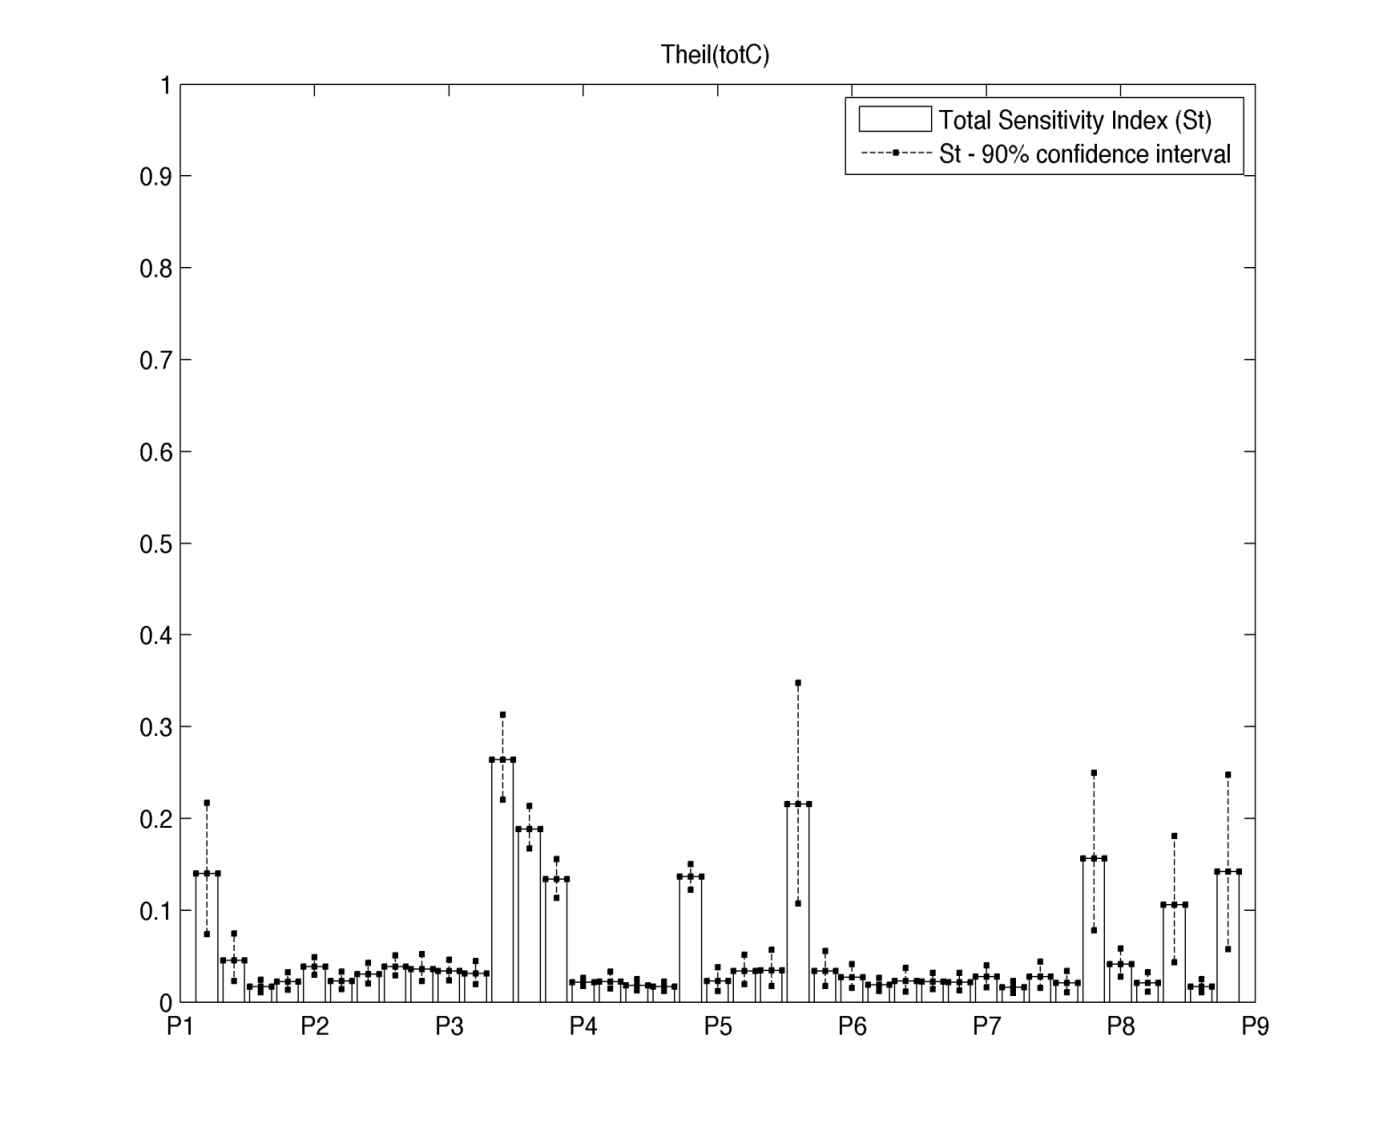 Theil(totC)
Total Sensitivity Index (St)
St - 90% confidence interval
1
0.9
0.8
0.7
0.6
0.5
0.4
0.3
0.2
0.1
0
P1 P2 P3 P4 P5 P6 P7 P8 P9